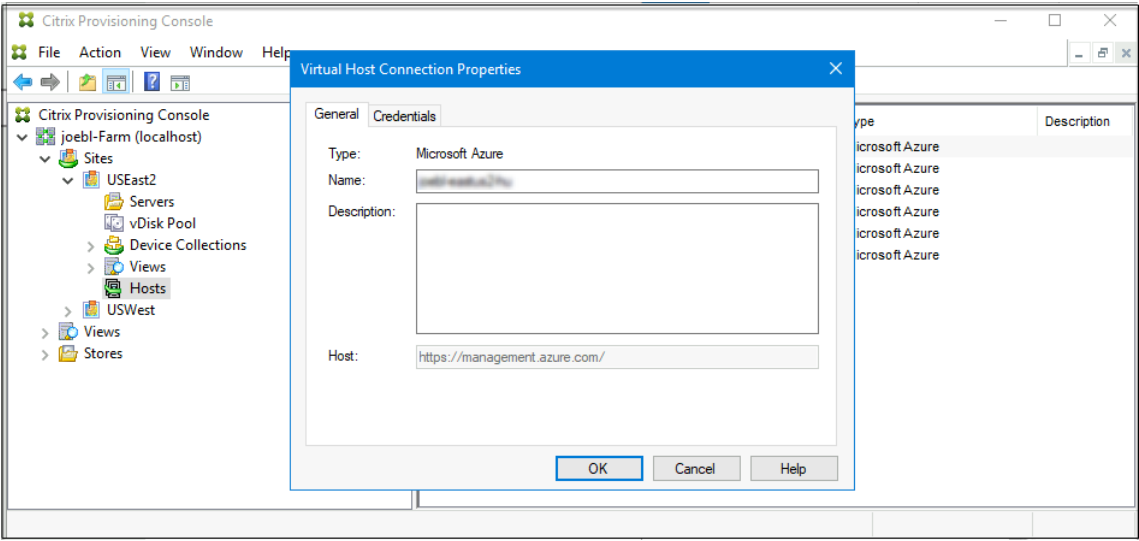 Citrix Provisioning Console
File Action View Window Help
Virtual Host Connection Properties
Citrix Provisioning Console
joebl-Farm (localhost)
Sites
USEast2
Servers
vDisk Pool
Device Collections
Views
Hosts
USWest
Views
Stores
General Credentials
Type: Microsoft Azure
Name:
Description:
Host: https://management.azure.com/
OK Cancel Help
ype Description
icrosoft Azure
icrosoft Azure
icrosoft Azure
icrosoft Azure
icrosoft Azure
icrosoft Azure